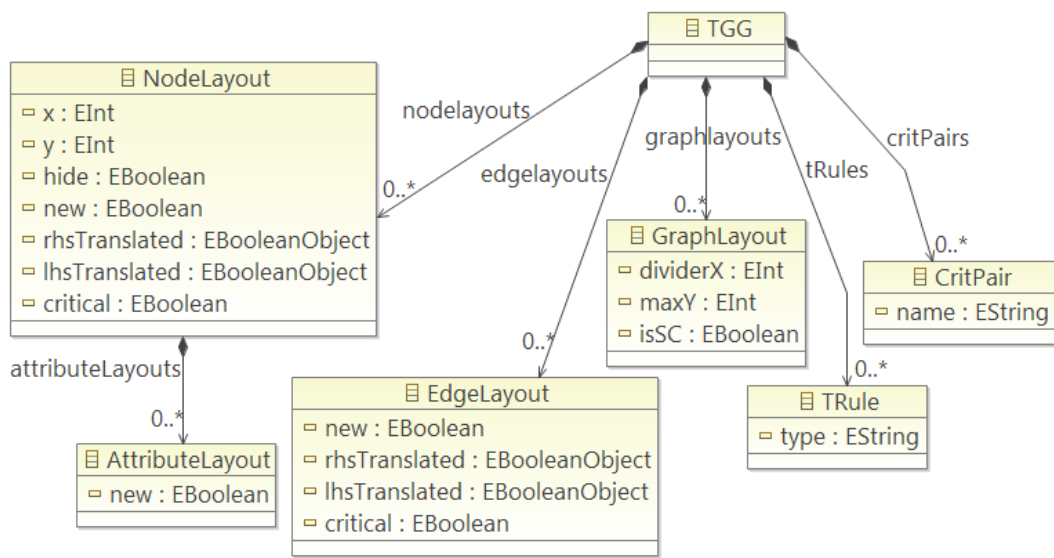 TGG
NodeLayout
x : EInt
y : EInt
hide : EBoolean
new : EBoolean
rhsTranslated : EBooleanObject
lhsTranslated : EBooleanObject
critical : EBoolean
nodelayouts
0..*
edgelayouts
0..*
graphlayouts
0..*
tRules
0..*
critPairs
0..*
GraphLayout
dividerX : EInt
maxY : EInt
isSC : EBoolean
CritPair
name : EString
attributeLayouts
0..*
AttributeLayout
new : EBoolean
EdgeLayout
new : EBoolean
rhsTranslated : EBooleanObject
lhsTranslated : EBooleanObject
critical : EBoolean
TRule
type : EString